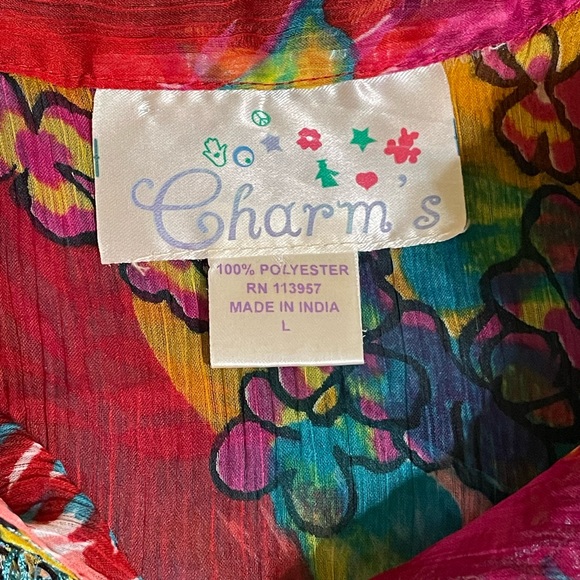 Charm's
100% POLYESTER
RN 113957
MADE IN INDIA
L